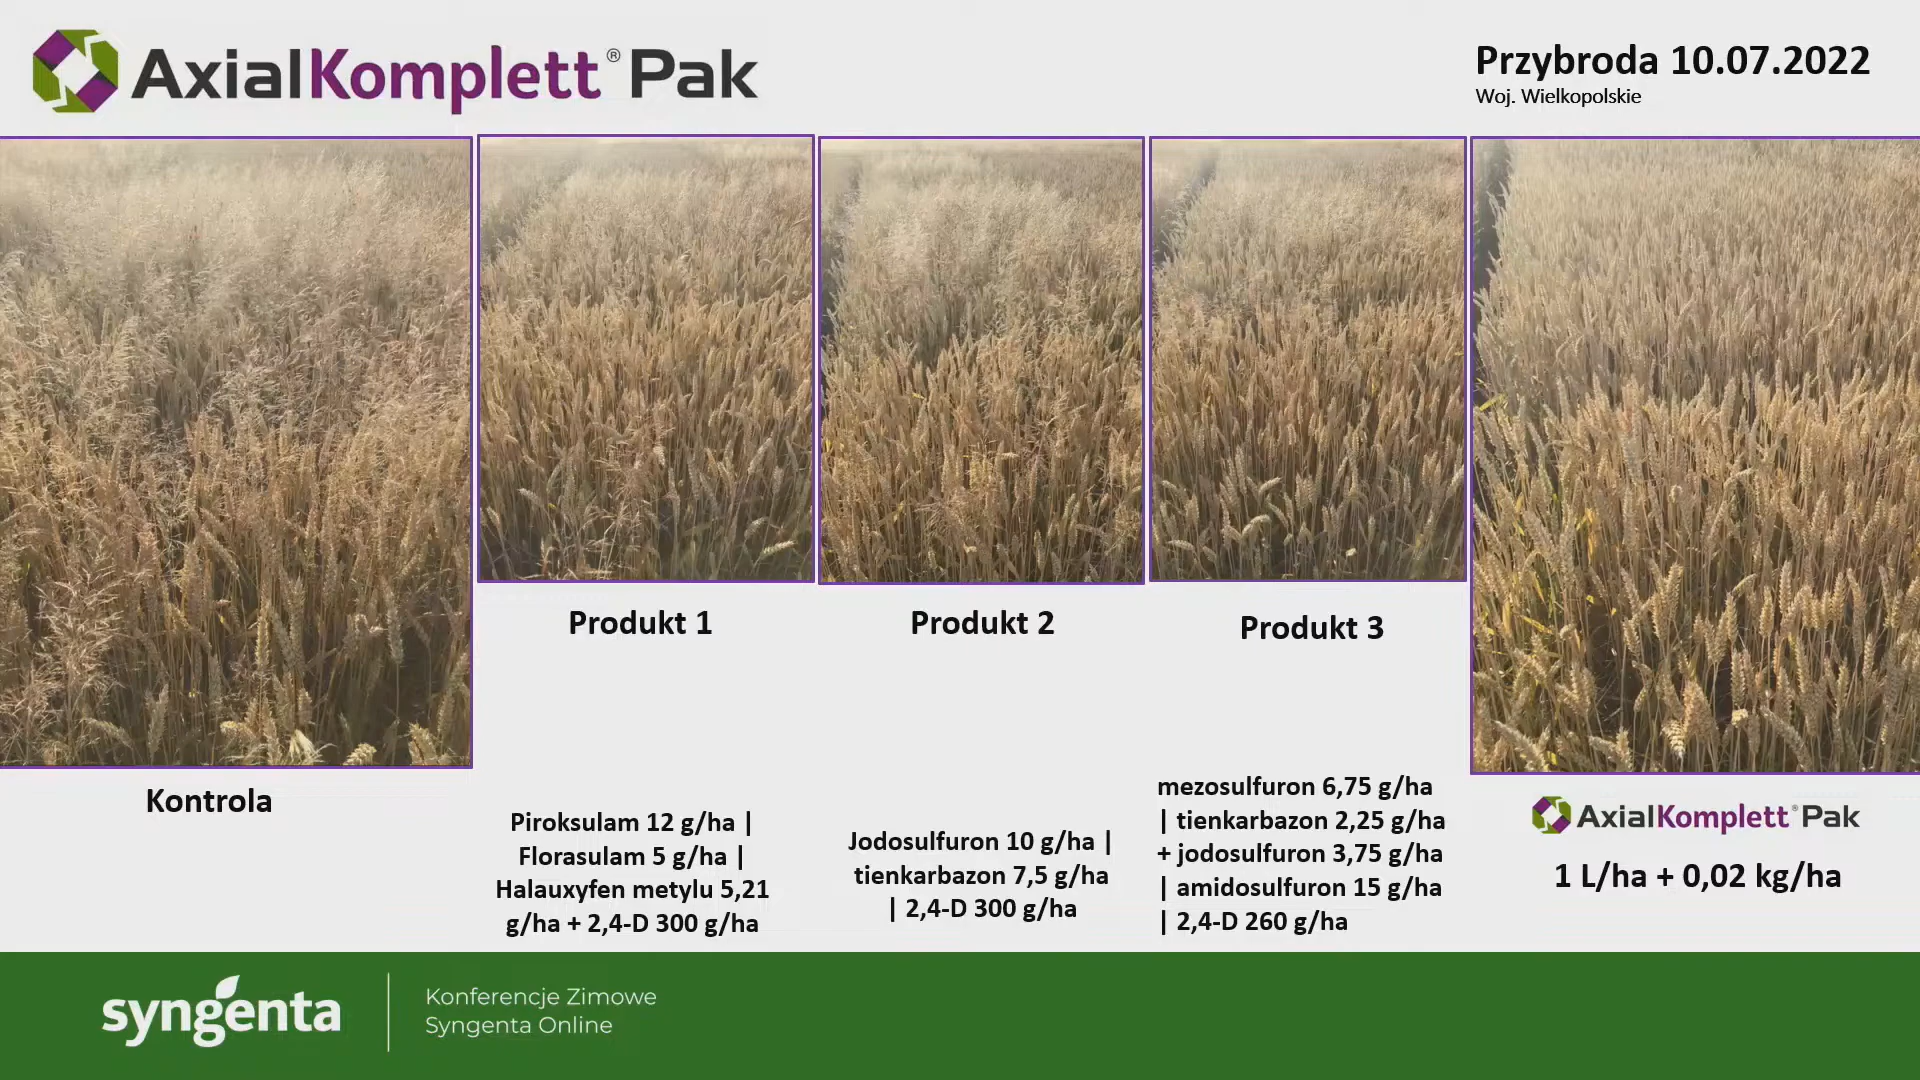 AxialKomplett® Pak
Przybroda 10.07.2022
Woj. Wielkopolskie
Kontrola
Produkt 1
Piroksulam 12 g/ha |
Florasulam 5 g/ha |
Halauxyfen metylu 5,21
g/ha + 2,4-D 300 g/ha
Produkt 2
Jodosulfuron 10 g/ha |
tienkarbazon 7,5 g/ha
| 2,4-D 300 g/ha
Produkt 3
mezosulfuron 6,75 g/ha
| tienkarbazon 2,25 g/ha
+ jodosulfuron 3,75 g/ha
| amidosulfuron 15 g/ha
| 2,4-D 260 g/ha
AxialKomplett® Pak
1 L/ha + 0,02 kg/ha
syngenta
Konferencje Zimowe
Syngenta Online